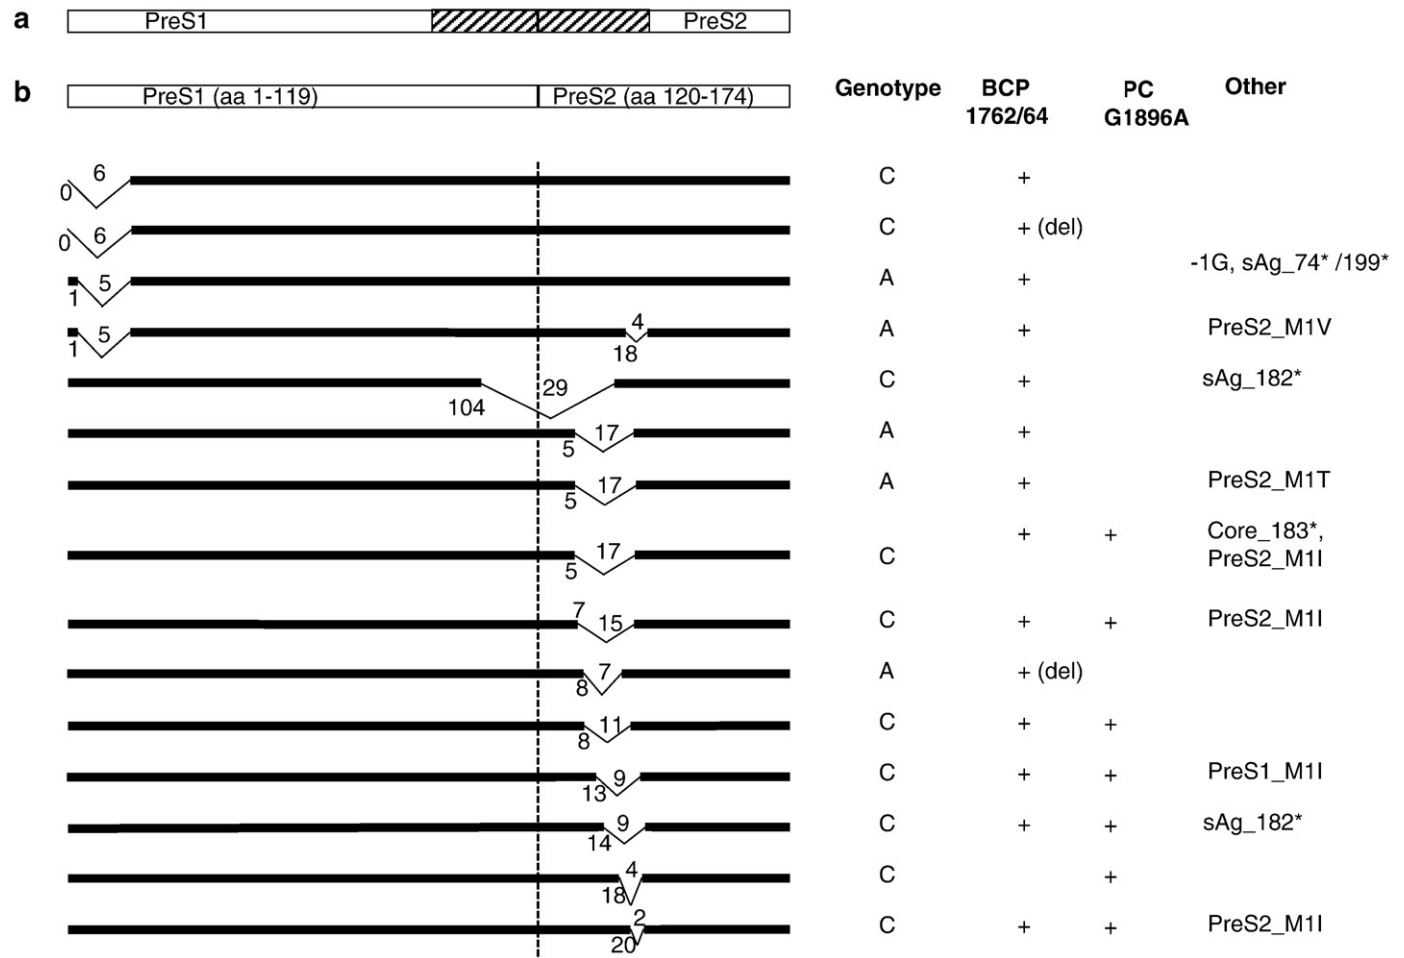 a PreS1 PreS2
b PreS1 (aa 1-119) PreS2 (aa 120-174) Genotype BCP 1762/64 PC G1896A Other
0 6 C +
0 6 C + (del)
1 5 A + -1G, sAg_74* /199*
1 5 4 18 A + PreS2_M1V
104 29 C + sAg_182*
5 17 A +
5 17 A + PreS2_M1T
5 17 C + + Core_183*,
PreS2_M1I
7 15 C + + PreS2_M1I
8 7 A + (del)
8 11 C + +
13 9 C + + PreS1_M1I
14 9 C + + sAg_182*
18 4 C +
20 2 C + + PreS2_M1I